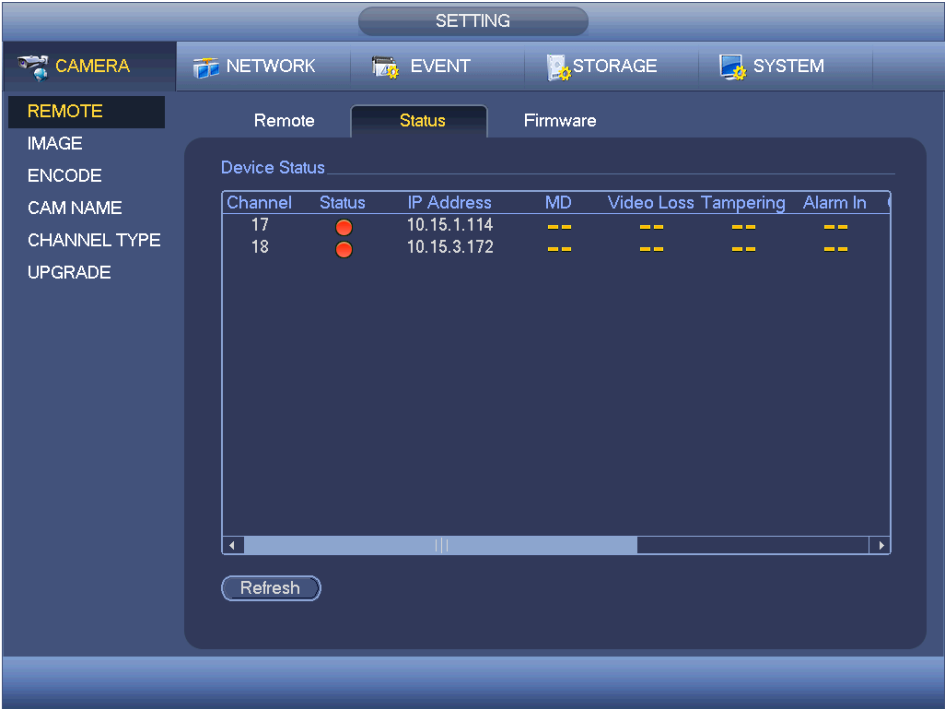 SETTING
CAMERA NETWORK EVENT STORAGE SYSTEM
REMOTE
IMAGE
ENCODE
CAM NAME
CHANNEL TYPE
UPGRADE
Remote Status Firmware
Device Status
Channel Status IP Address MD Video Loss Tampering Alarm In
17 10.15.1.114 -- -- -- --
18 10.15.3.172 -- -- -- --
Refresh